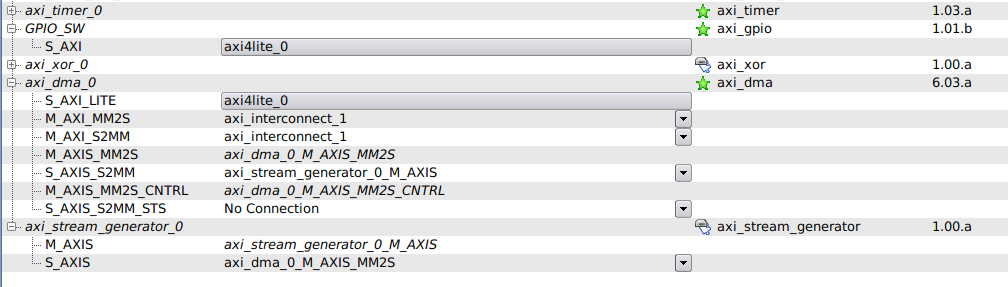 axi_timer_0 axi_timer 1.03.a
GPIO_SW axi_gpio 1.01.b
S_AXI axi4lite_0
axi_xor_0 axi_xor 1.00.a
axi_dma_0 axi_dma 6.03.a
S_AXI_LITE axi4lite_0
M_AXI_MM2S axi_interconnect_1
M_AXI_S2MM axi_interconnect_1
M_AXIS_MM2S axi_dma_0_M_AXIS_MM2S
S_AXIS_S2MM axi_stream_generator_0_M_AXIS
M_AXIS_MM2S_CNTRL axi_dma_0_M_AXIS_MM2S_CNTRL
S_AXIS_S2MM_STS No Connection
axi_stream_generator_0 axi_stream_generator 1.00.a
M_AXIS axi_stream_generator_0_M_AXIS
S_AXIS axi_dma_0_M_AXIS_MM2S